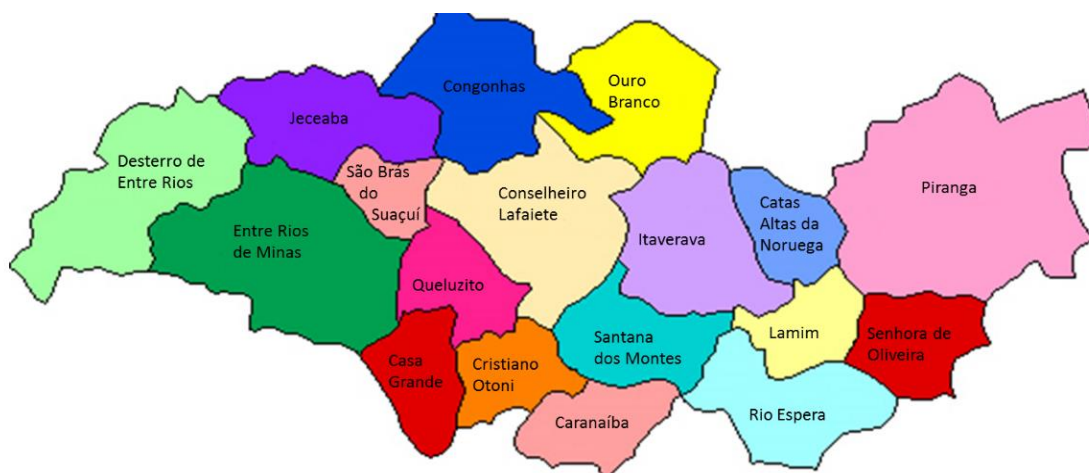 Congonhas
Ouro
Branco
Jeceaba
Desterro de
Entre Rios
São Brás
do
Suaçuí
Conselheiro
Lafaiete
Catas
Altas da
Noruega
Piranga
Entre Rios
de Minas
Itaverava
Queluzito
Santana
dos Montes
Lamim
Senhora de
Oliveira
Casa
Grande
Cristiano
Otoni
Caranaíba
Rio Espera